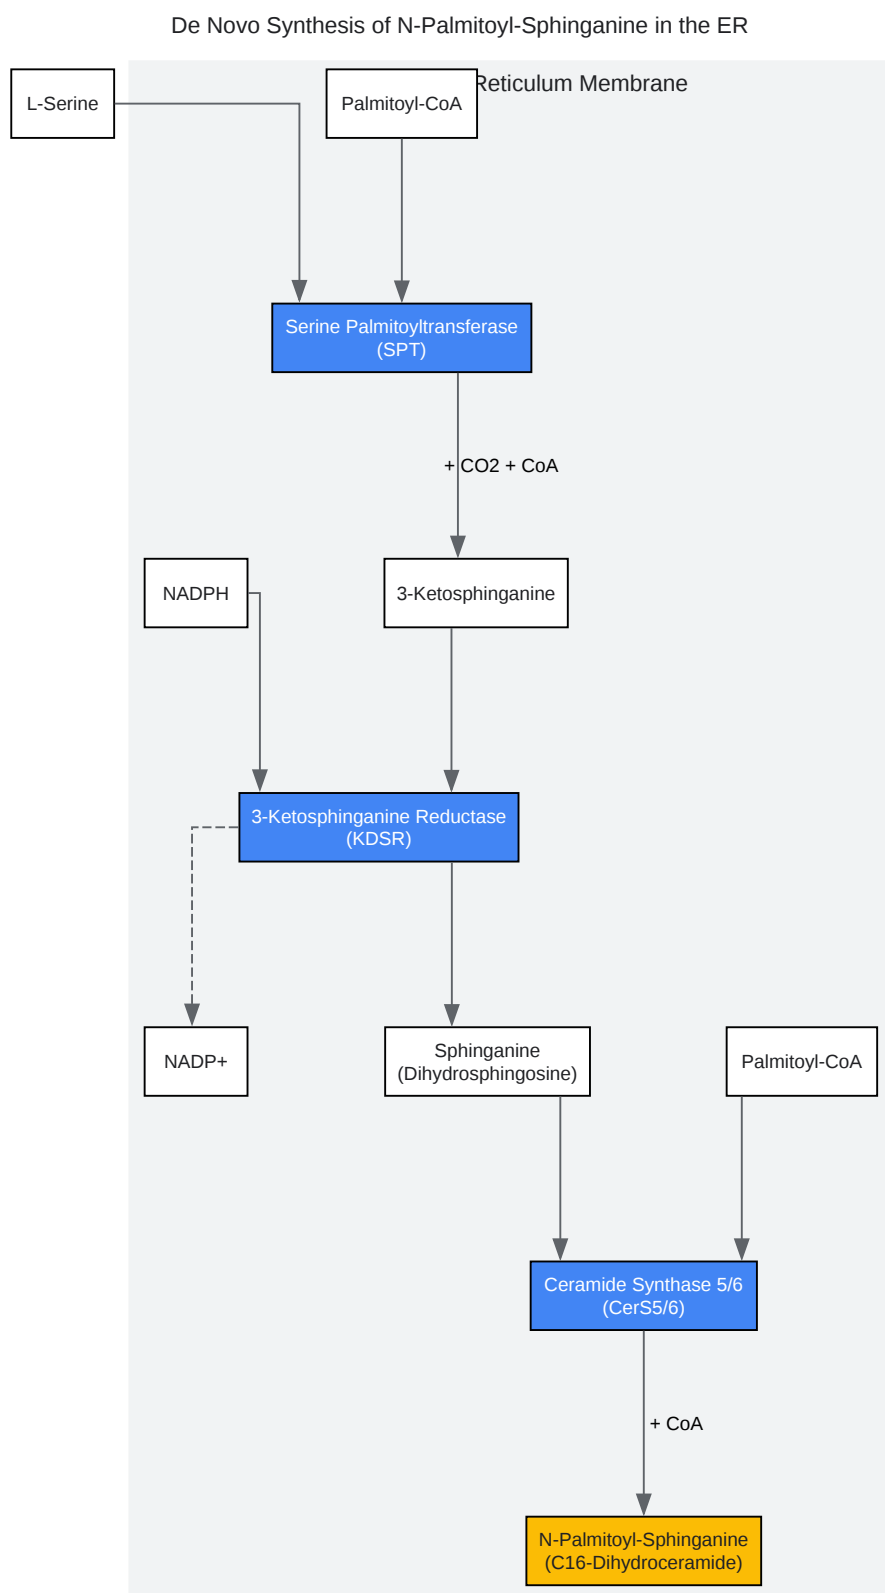 De Novo Synthesis of N-Palmitoyl-Sphinganine in the ER
Reticulum Membrane
L-Serine
Palmitoyl-CoA
Serine Palmitoyltransferase
(SPT)
+ CO2 + CoA
NADPH
3-Ketosphinganine
3-Ketosphinganine Reductase
(KDSR)
NADP+
Sphinganine
(Dihydrosphingosine)
Palmitoyl-CoA
Ceramide Synthase 5/6
(CerS5/6)
+ CoA
N-Palmitoyl-Sphinganine
(C16-Dihydroceramide)